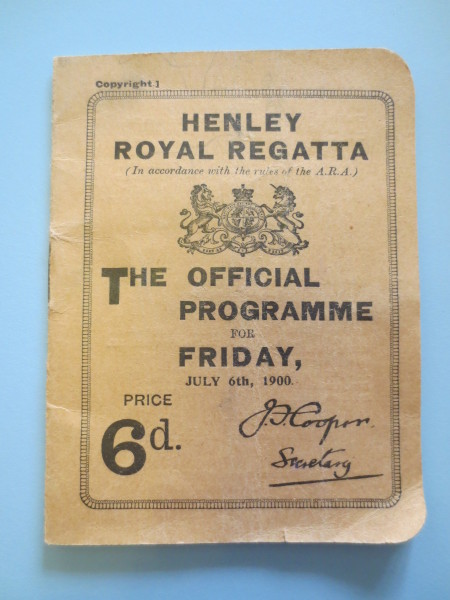 Copyright ]
HENLEY
ROYAL REGATTA
(In accordance with the rules of the A.R.A.)
THE OFFICIAL
PROGRAMME
FOR
FRIDAY,
JULY 6th, 1900.
PRICE
6d.
J.F. Cooper.
Secretary